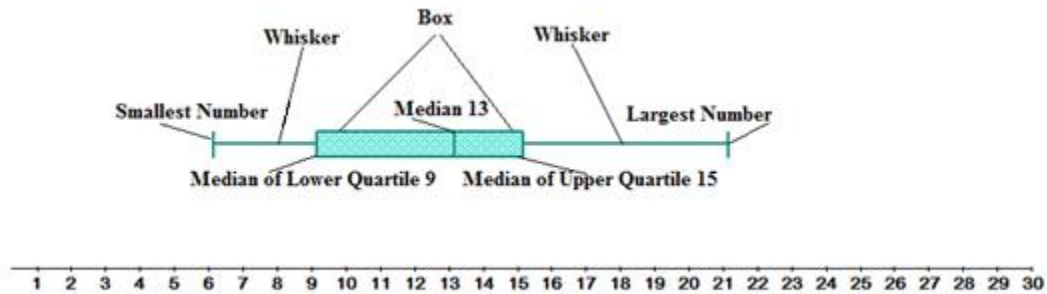 Box
Whisker
Whisker
Smallest Number
Median 13
Largest Number
Median of Lower Quartile 9
Median of Upper Quartile 15
1 2 3 4 5 6 7 8 9 10 11 12 13 14 15 16 17 18 19 20 21 22 23 24 25 26 27 28 29 30